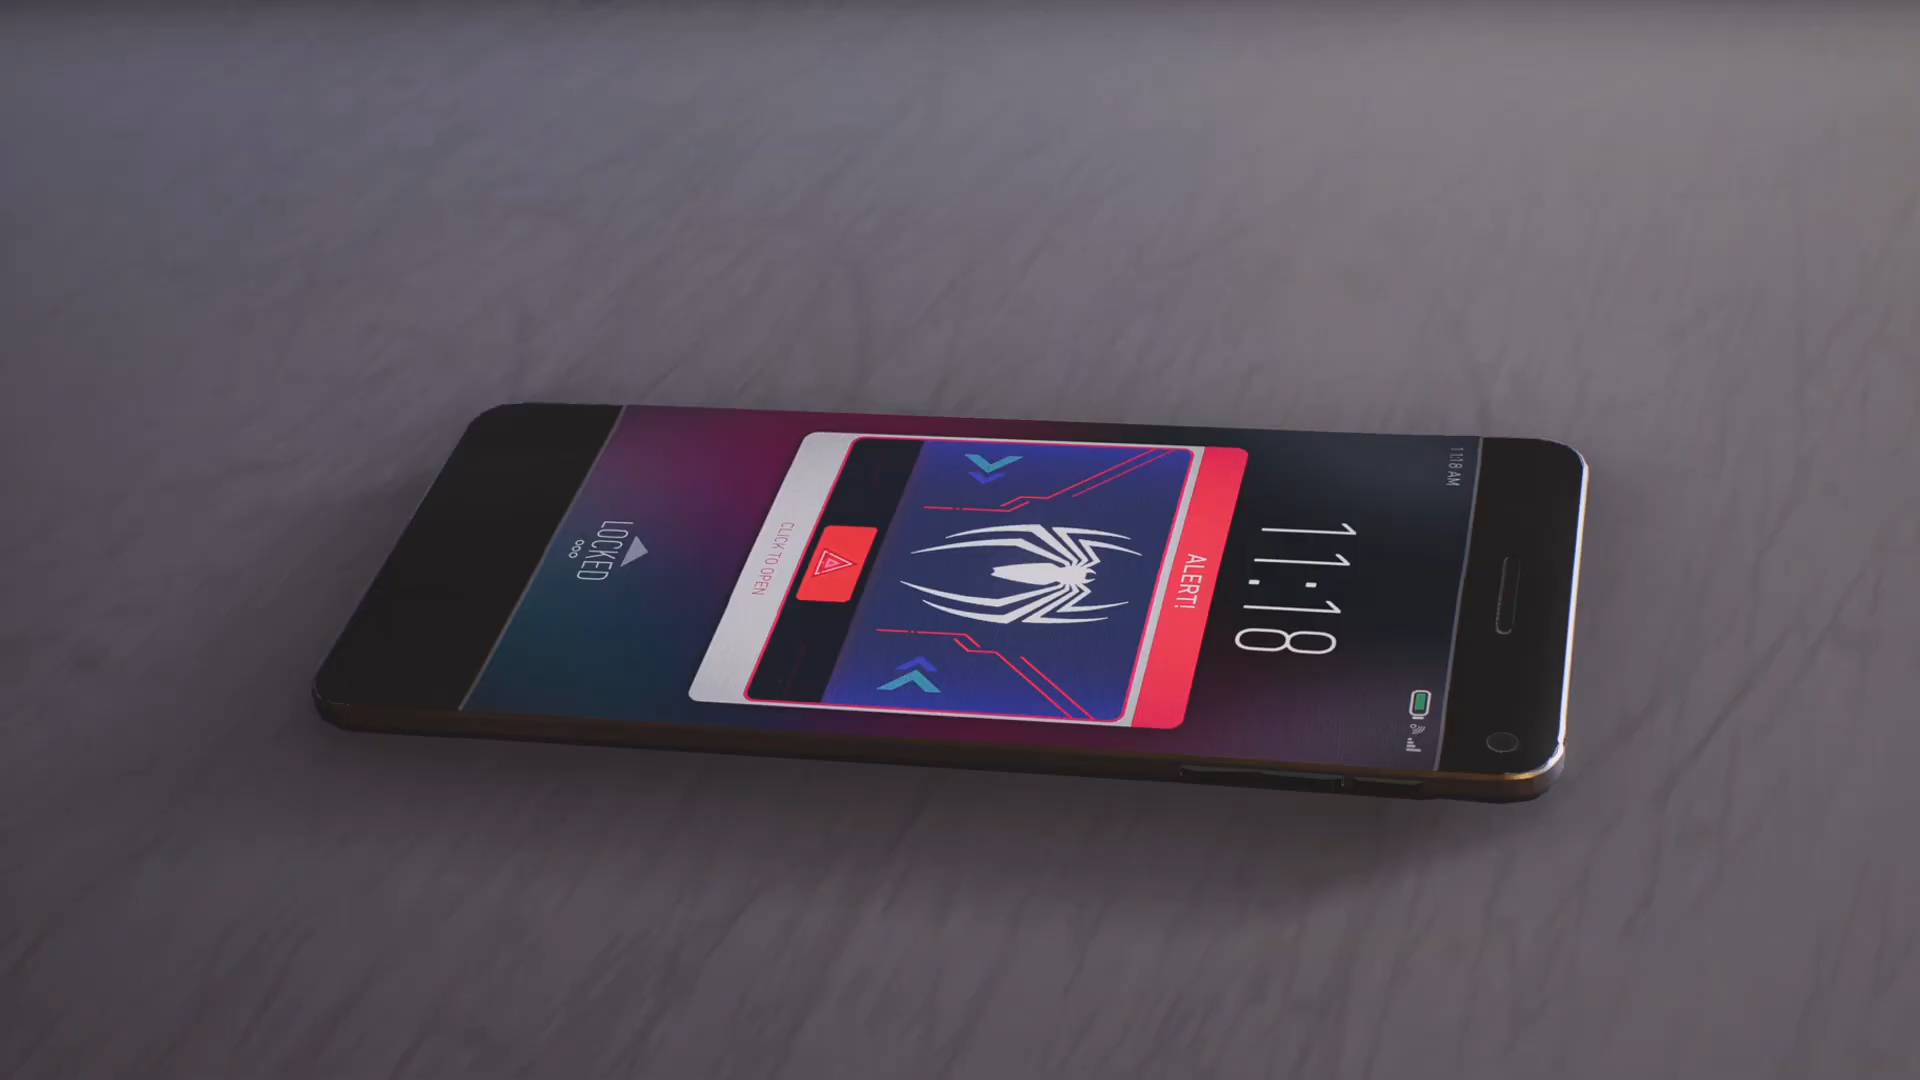 11:18 AM
11:18
ALERT!
CLICK TO OPEN
LOCKED